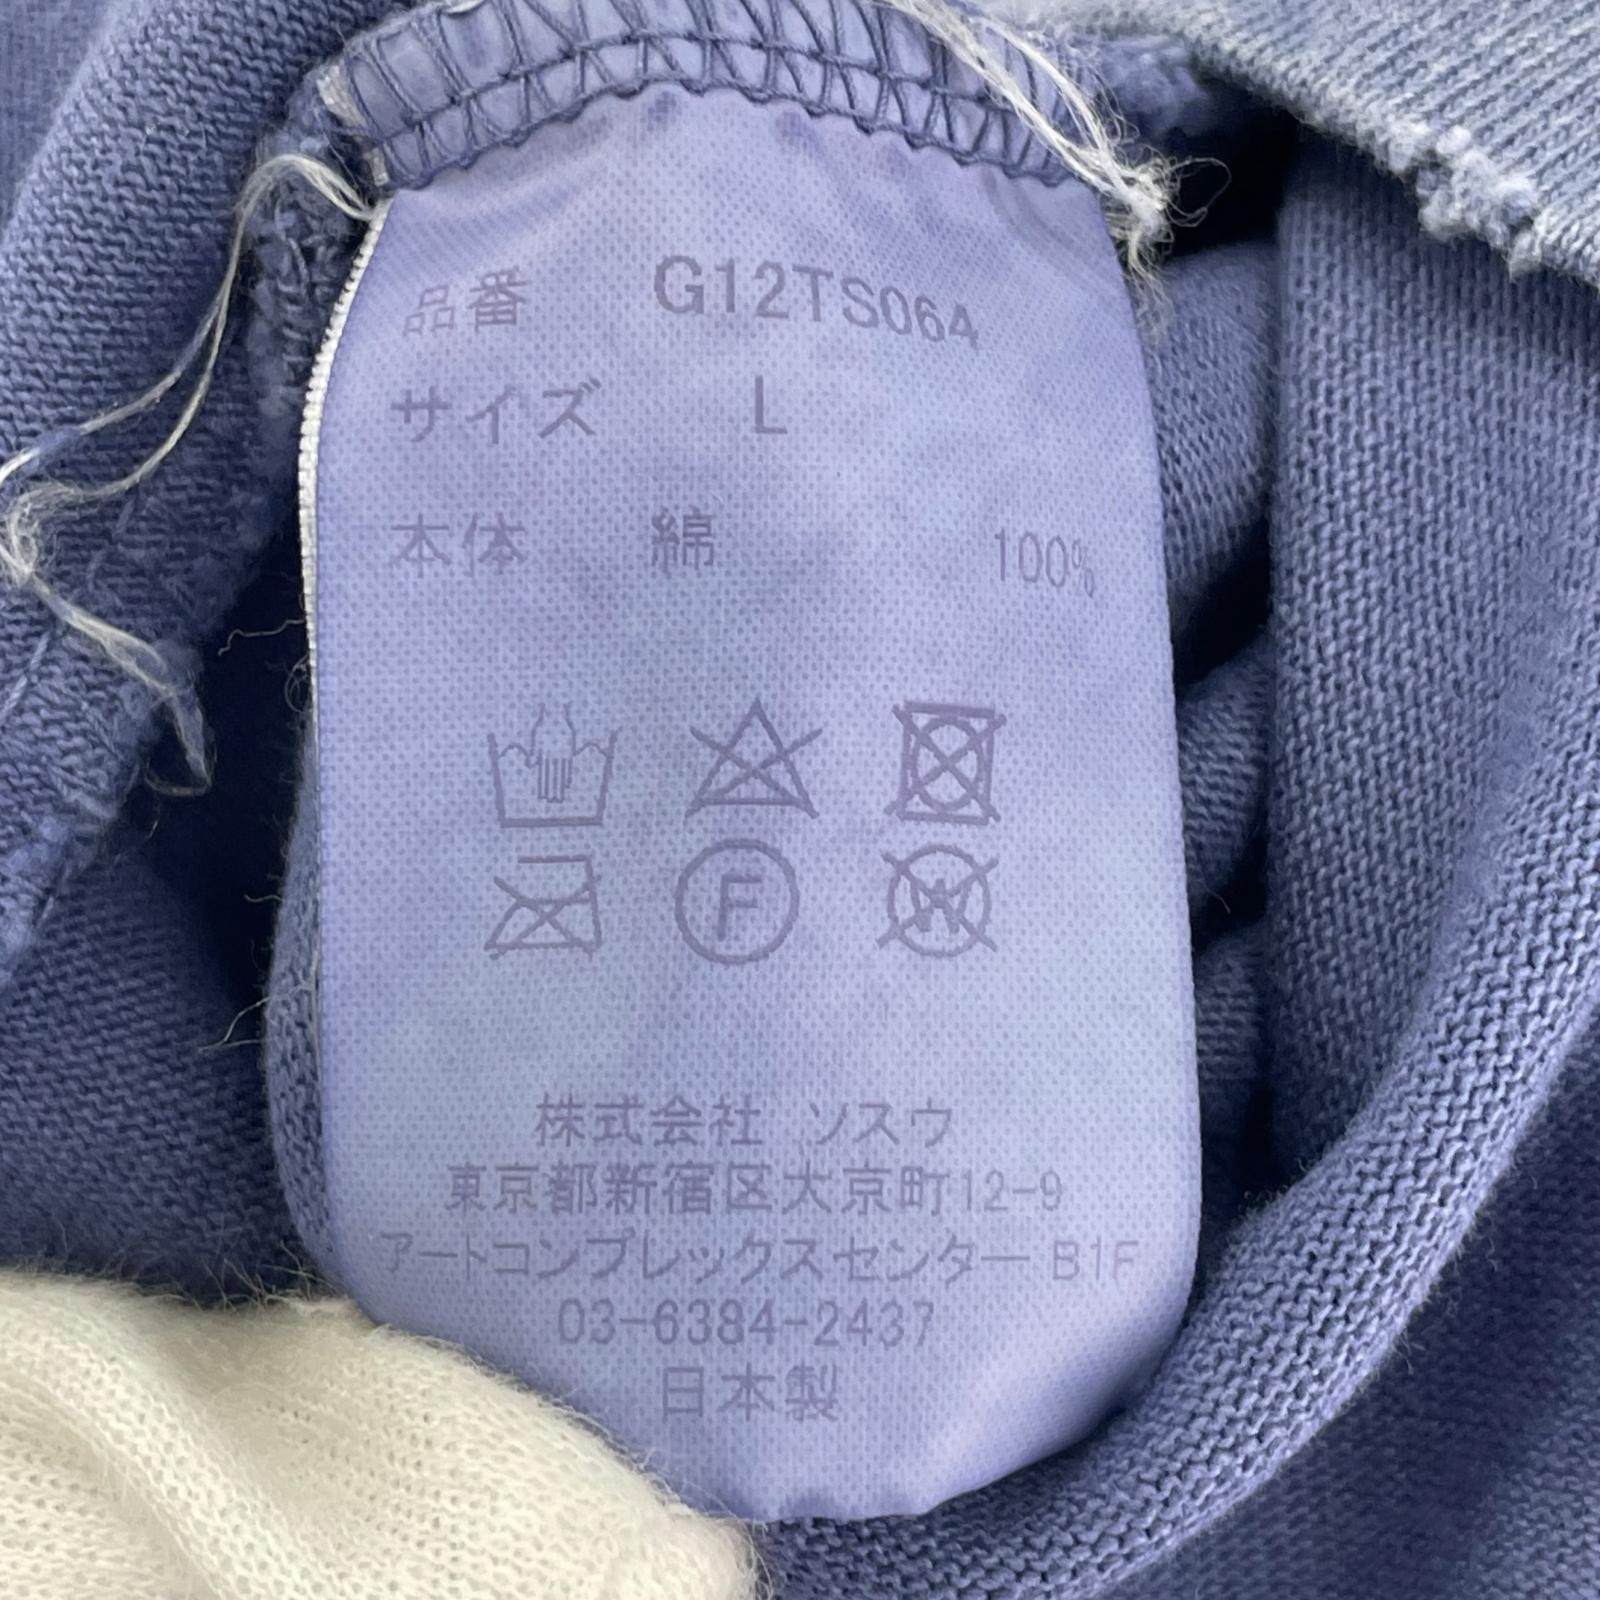 品番 G12TS064
サイズ L
本体 綿 100%
F
W
株式会社 ソスウ
東京都新宿区大京町12-9
アートコンプレックスセンター B1F
03-6384-2437
日本製